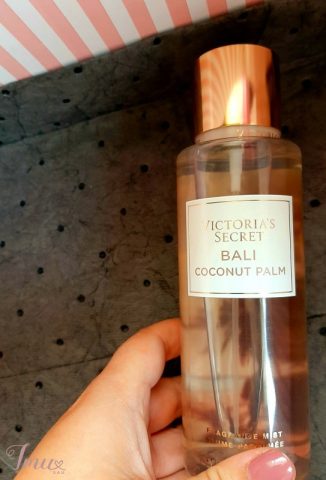 VICTORIA'S
SECRET
BALI
COCONUT PALM
FRAGRANCE MIST
BRUME PARFUMÉE